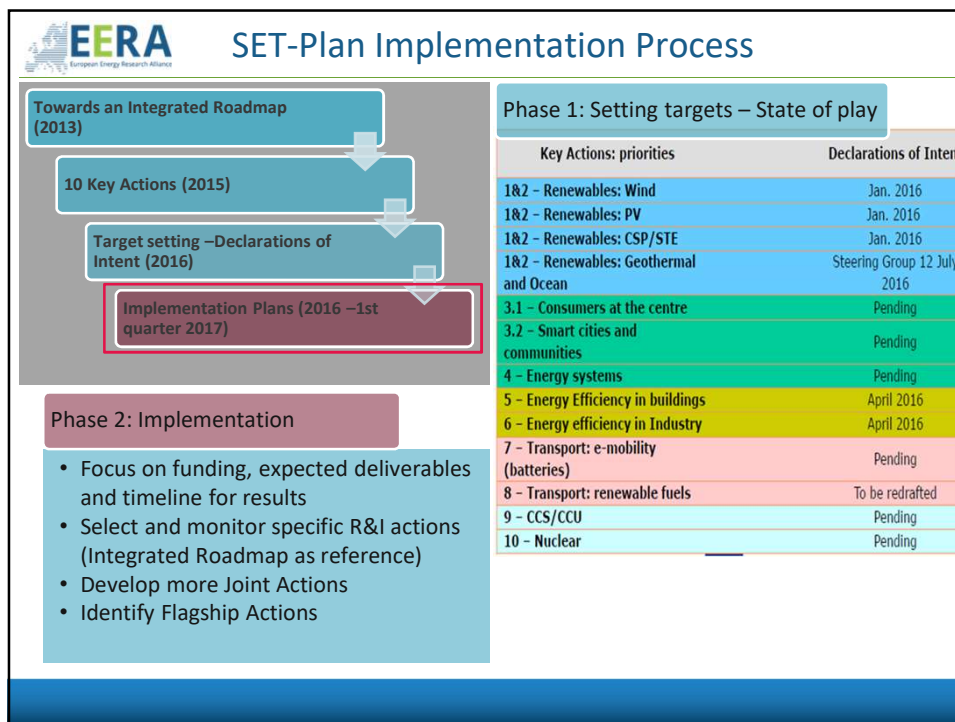 EERA
European Energy Research Alliance
SET-Plan Implementation Process
Towards an Integrated Roadmap
(2013)
10 Key Actions (2015)
Target setting –Declarations of
Intent (2016)
Implementation Plans (2016 –1st
quarter 2017)
Phase 2: Implementation
• Focus on funding, expected deliverables
and timeline for results
• Select and monitor specific R&I actions
(Integrated Roadmap as reference)
• Develop more Joint Actions
• Identify Flagship Actions
Phase 1: Setting targets – State of play
Key Actions: priorities Declarations of Inten
1&2 – Renewables: Wind Jan. 2016
1&2 – Renewables: PV Jan. 2016
1&2 – Renewables: CSP/STE Jan. 2016
1&2 – Renewables: Geothermal Steering Group 12 July
and Ocean 2016
3.1 – Consumers at the centre Pending
3.2 – Smart cities and
communities Pending
4 – Energy systems Pending
5 – Energy Efficiency in buildings April 2016
6 – Energy efficiency in Industry April 2016
7 – Transport: e-mobility
(batteries) Pending
8 – Transport: renewable fuels To be redrafted
9 – CCS/CCU Pending
10 – Nuclear Pending